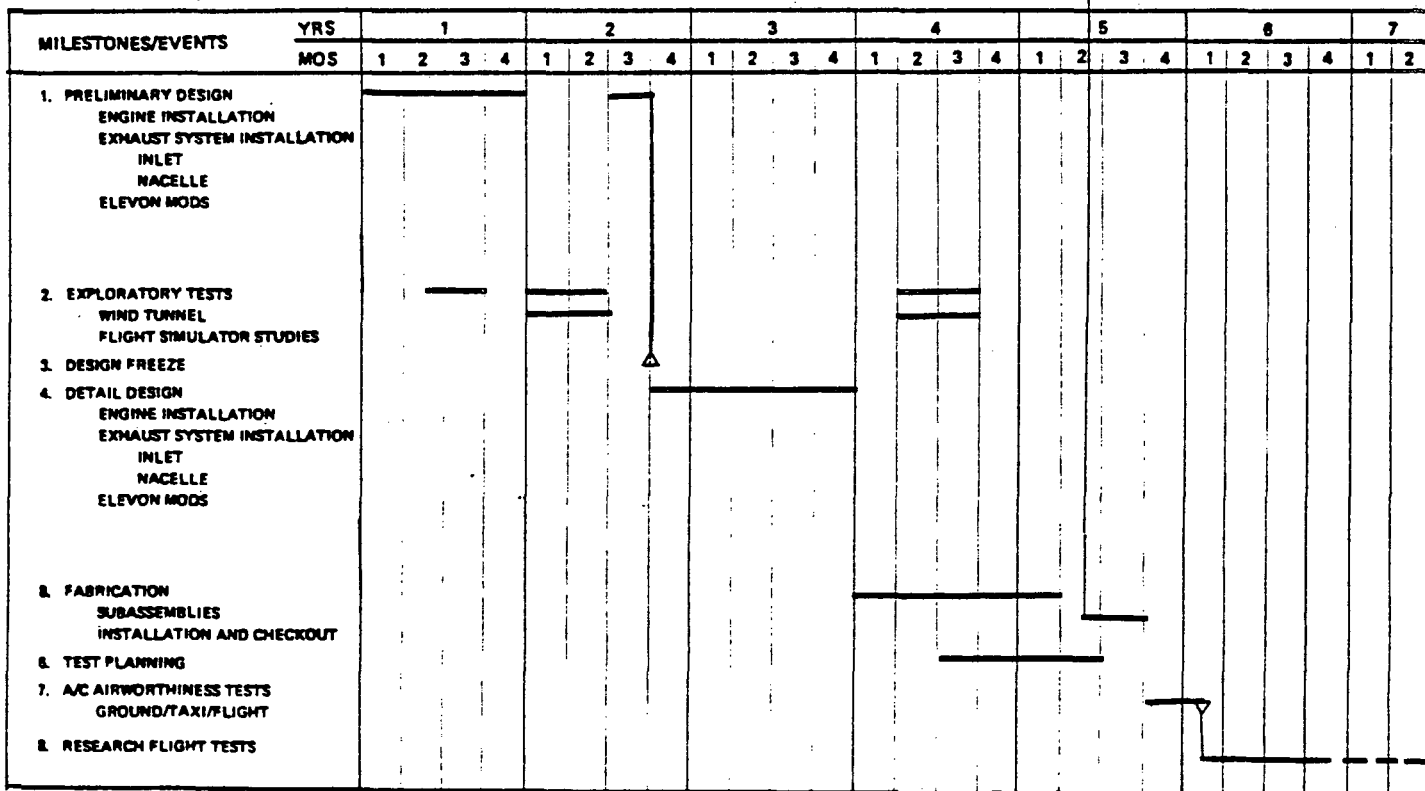 MILESTONES/EVENTS YRS 1 2 3 4 5 6 7
MOS 1 2 3 4 1 2 3 4 1 2 3 4 1 2 3 4 1 2 3 4 1 2 3 4 1 2
1. PRELIMINARY DESIGN
ENGINE INSTALLATION
EXHAUST SYSTEM INSTALLATION
INLET
NACELLE
ELEVON MODS
2. EXPLORATORY TESTS
WIND TUNNEL
FLIGHT SIMULATOR STUDIES
3. DESIGN FREEZE
4. DETAIL DESIGN
ENGINE INSTALLATION
EXHAUST SYSTEM INSTALLATION
INLET
NACELLE
ELEVON MODS
8. FABRICATION
SUBASSEMBLIES
INSTALLATION AND CHECKOUT
6. TEST PLANNING
7. A/C AIRWORTHINESS TESTS
GROUND/TAXI/FLIGHT
8. RESEARCH FLIGHT TESTS